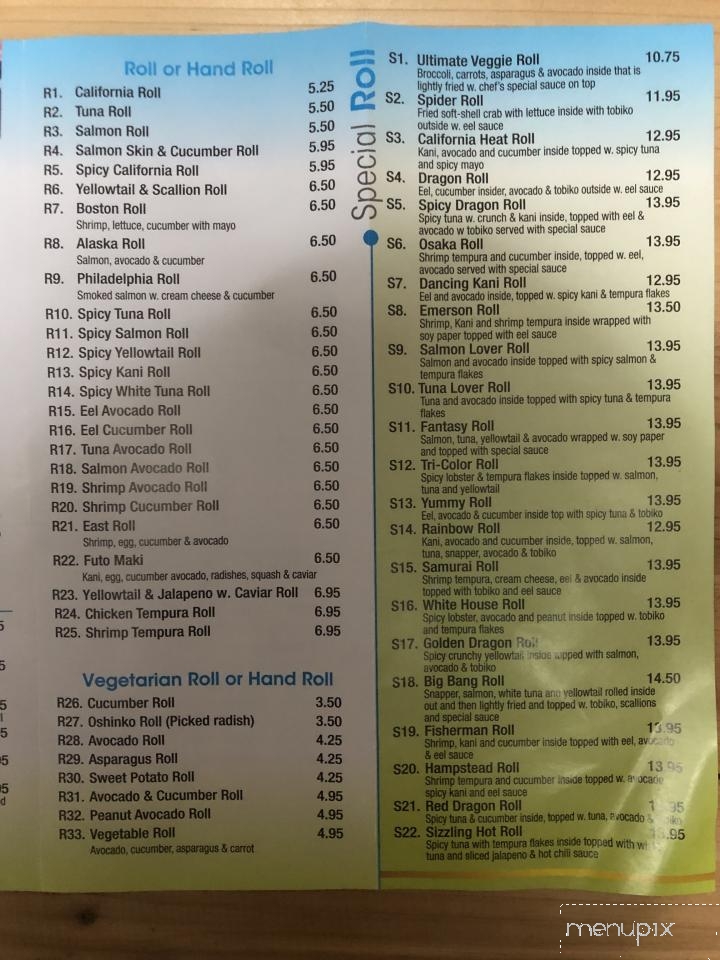 Roll or Hand Roll
R1. California Roll 5.25
R2. Tuna Roll 5.50
R3. Salmon Roll 5.50
R4. Salmon Skin & Cucumber Roll 5.95
R5. Spicy California Roll 5.95
R6. Yellowtail & Scallion Roll 6.50
R7. Boston Roll 6.50
Shrimp, lettuce, cucumber with mayo
R8. Alaska Roll 6.50
Salmon, avocado & cucumber
R9. Philadelphia Roll 6.50
Smoked salmon w. cream cheese & cucumber
R10. Spicy Tuna Roll 6.50
R11. Spicy Salmon Roll 6.50
R12. Spicy Yellowtail Roll 6.50
R13. Spicy Kani Roll 6.50
R14. Spicy White Tuna Roll 6.50
R15. Eel Avocado Roll 6.50
R16. Eel Cucumber Roll 6.50
R17. Tuna Avocado Roll 6.50
R18. Salmon Avocado Roll 6.50
R19. Shrimp Avocado Roll 6.50
R20. Shrimp Cucumber Roll 6.50
R21. East Roll 6.50
Shrimp, egg, cucumber & avocado
R22. Futo Maki 6.50
Kani, egg, cucumber avocado, radishes, squash & caviar
R23. Yellowtail & Jalapeno w. Caviar Roll 6.95
R24. Chicken Tempura Roll 6.95
R25. Shrimp Tempura Roll 6.95
Vegetarian Roll or Hand Roll
R26. Cucumber Roll 3.50
R27. Oshinko Roll (Picked radish) 3.50
R28. Avocado Roll 4.25
R29. Asparagus Roll 4.25
R30. Sweet Potato Roll 4.25
R31. Avocado & Cucumber Roll 4.95
R32. Peanut Avocado Roll 4.95
R33. Vegetable Roll 4.95
Avocado, cucumber, asparagus & carrot
Special Roll
S1. Ultimate Veggie Roll 10.75
Broccoli, carrots, asparagus & avocado inside that is
lightly fried w. chef's special sauce on top
S2. Spider Roll 11.95
Fried soft-shell crab with lettuce inside with tobiko
outside w. eel sauce
S3. California Heat Roll 12.95
Kani, avocado and cucumber inside topped w. spicy tuna
and spicy mayo
S4. Dragon Roll 12.95
Eel, cucumber insider, avocado & tobiko outside w. eel sauce
S5. Spicy Dragon Roll 13.95
Spicy tuna w. crunch & kani inside, topped with eel &
avocado w tobiko served with special sauce
S6. Osaka Roll 13.95
Shrimp tempura and cucumber inside, topped w. eel,
avocado served with special sauce
S7. Dancing Kani Roll 12.95
Eel and avocado inside, topped w. spicy kani & tempura flakes
S8. Emerson Roll 13.50
Shrimp, Kani and shrimp tempura inside wrapped with
soy paper topped with eel sauce
S9. Salmon Lover Roll 13.95
Salmon and avocado inside topped with spicy salmon &
tempura flakes
S10. Tuna Lover Roll 13.95
Tuna and avocado inside topped with spicy tuna & tempura
flakes
S11. Fantasy Roll 13.95
Salmon, tuna, yellowtail & avocado wrapped w. soy paper
and topped with special sauce
S12. Tri-Color Roll 13.95
Spicy lobster & tempura flakes inside topped w. salmon,
tuna and yellowtail
S13. Yummy Roll 13.95
Eel, avocado & cucumber inside top with spicy tuna & tobiko
S14. Rainbow Roll 12.95
Kani, avocado and cucumber inside, topped w. salmon,
tuna, snapper, avocado & tobiko
S15. Samurai Roll 13.95
Shrimp tempura, cream cheese, eel & avocado inside
topped with tobiko and eel sauce
S16. White House Roll 13.95
Spicy lobster, avocado and peanut inside topped w. tobiko
and tempura flakes
S17. Golden Dragon Roll 13.95
Spicy crunchy yellowtail inside topped with salmon,
avocado & tobiko
S18. Big Bang Roll 14.50
Snapper, salmon, white tuna and yellowtail rolled inside
out and then lightly fried and topped w. tobiko, scallions
and special sauce
S19. Fisherman Roll 13.95
Shrimp, kani and cucumber inside topped with eel, avocado
& eel sauce
S20. Hampstead Roll 13.95
Shrimp tempura and cucumber inside topped w. avocado
spicy kani and eel sauce
S21. Red Dragon Roll
Spicy tuna & cucumber inside, topped w. tuna, avocado & tobiko
S22. Sizzling Hot Roll 13.95
Spicy tuna with tempura flakes inside topped with
tuna and sliced jalapeno & hot chili sauce
menupix